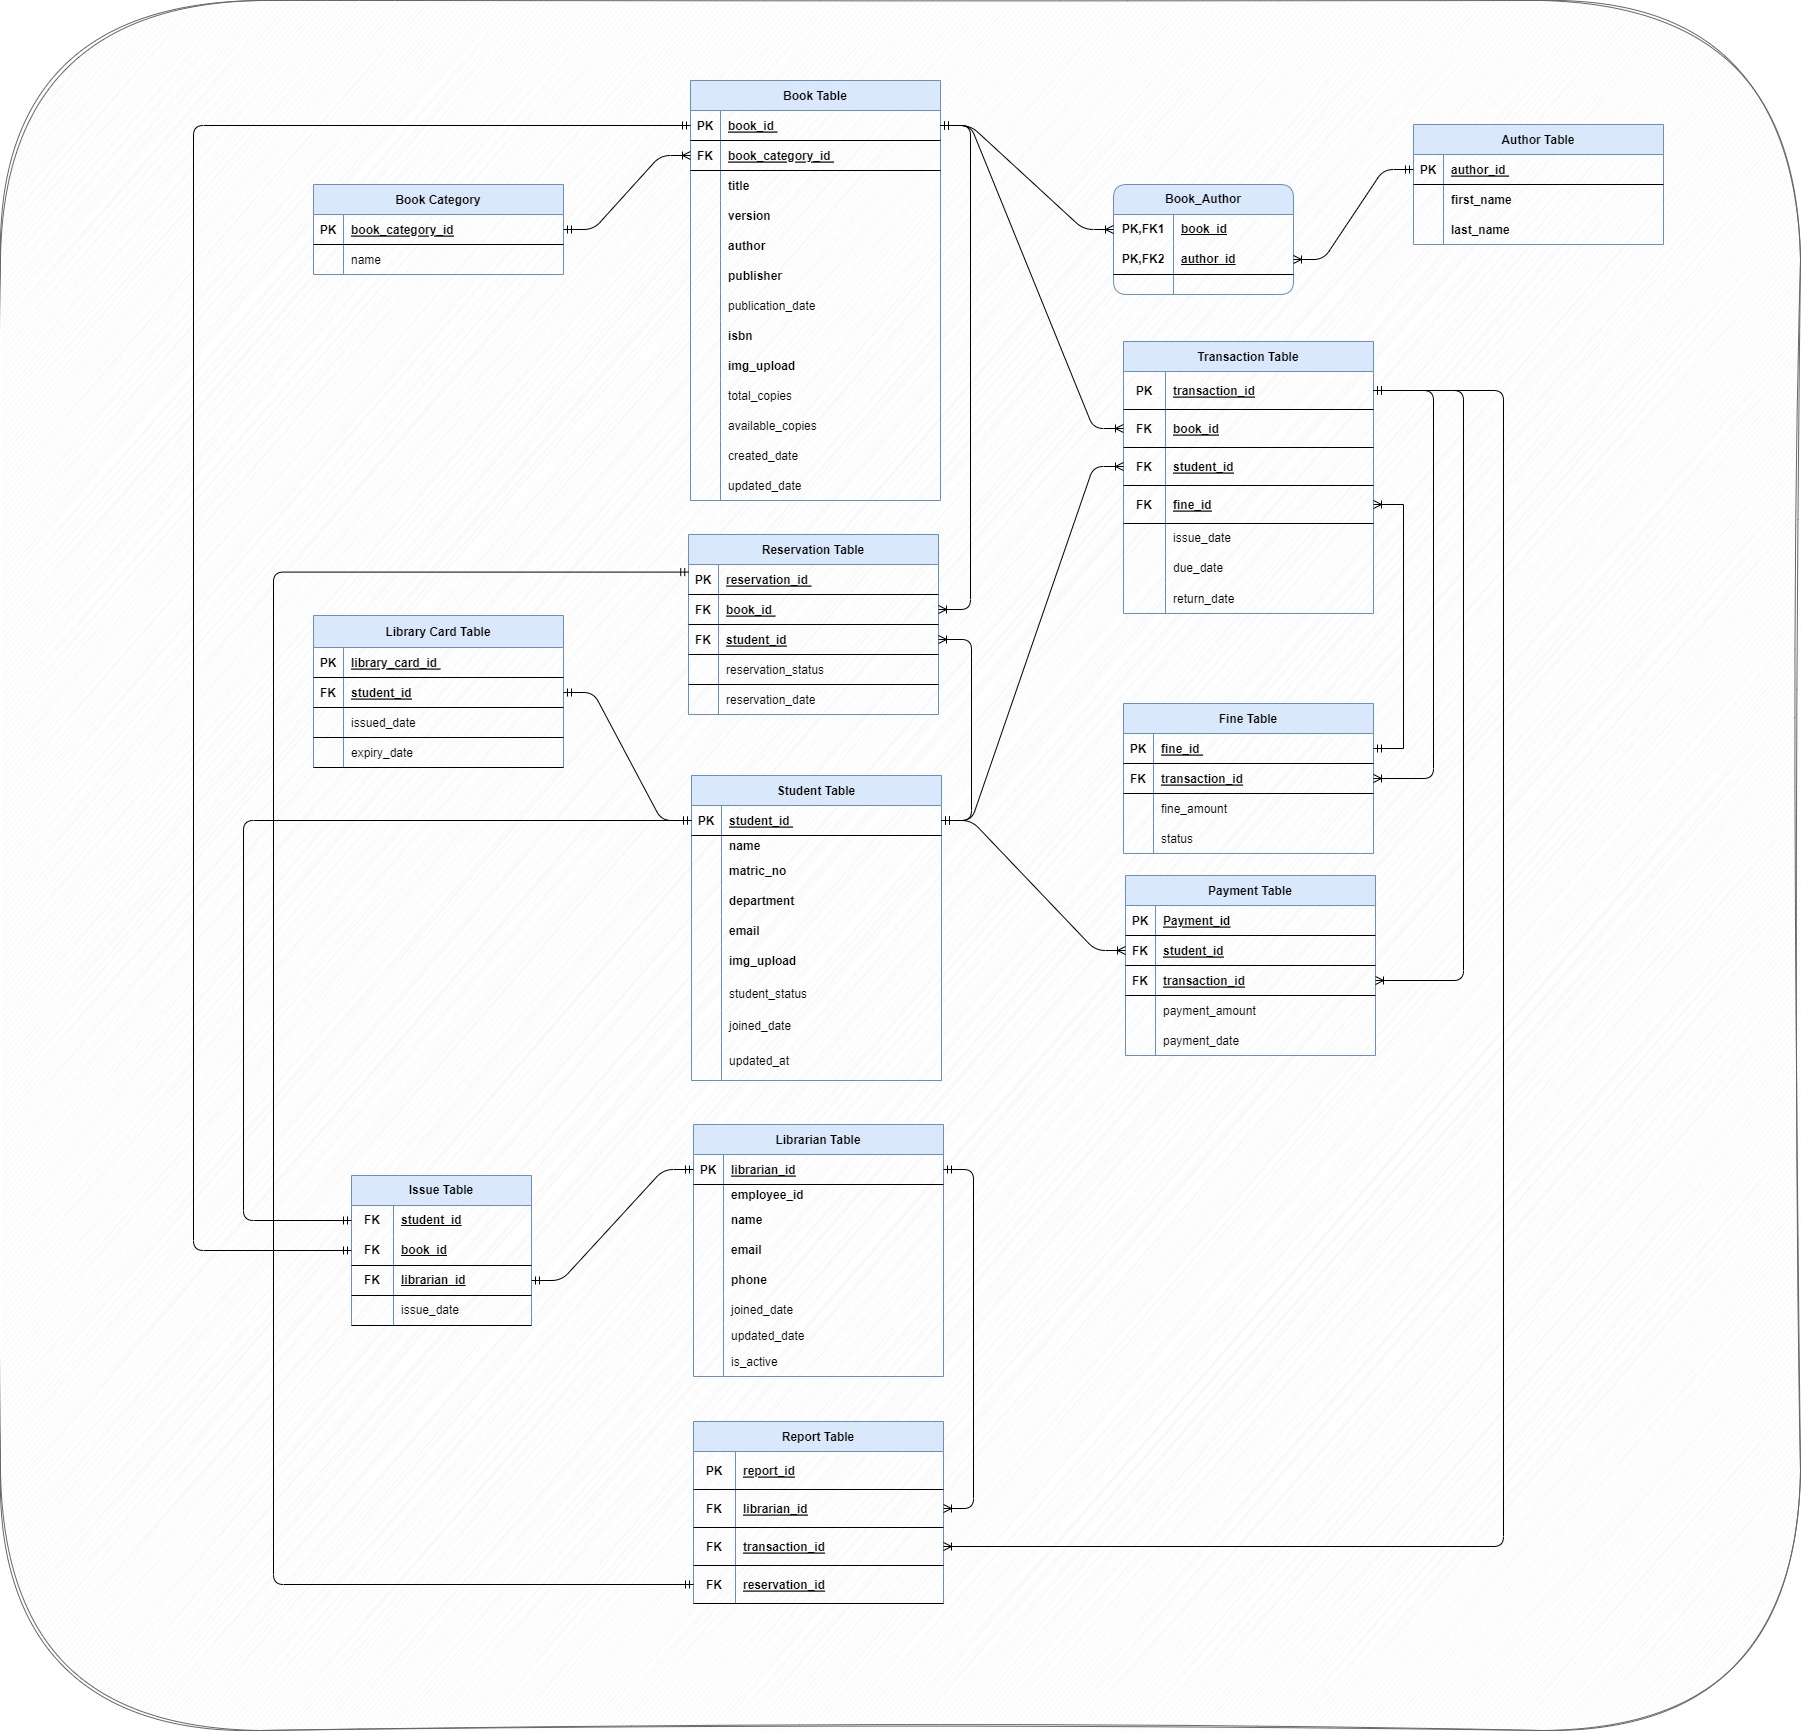 Book Table
PK book_id
FK book_category_id
title
version
author
publisher
publication_date
isbn
img_upload
total_copies
available_copies
created_date
updated_date
Author Table
PK author_id
first_name
last_name
Book Category
PK book_category_id
name
Book_Author
PK,FK1 book_id
PK,FK2 author_id
Transaction Table
PK transaction_id
FK book_id
FK student_id
FK fine_id
issue_date
due_date
return_date
Reservation Table
PK reservation_id
FK book_id
FK student_id
reservation_status
reservation_date
Library Card Table
PK library_card_id
FK student_id
issued_date
expiry_date
Fine Table
PK fine_id
FK transaction_id
fine_amount
status
Student Table
PK student_id
name
matric_no
department
email
img_upload
student_status
joined_date
updated_at
Payment Table
PK Payment_id
FK student_id
FK transaction_id
payment_amount
payment_date
Librarian Table
PK librarian_id
employee_id
name
email
phone
joined_date
updated_date
is_active
Issue Table
FK student_id
FK book_id
FK librarian_id
issue_date
Report Table
PK report_id
FK librarian_id
FK transaction_id
FK reservation_id